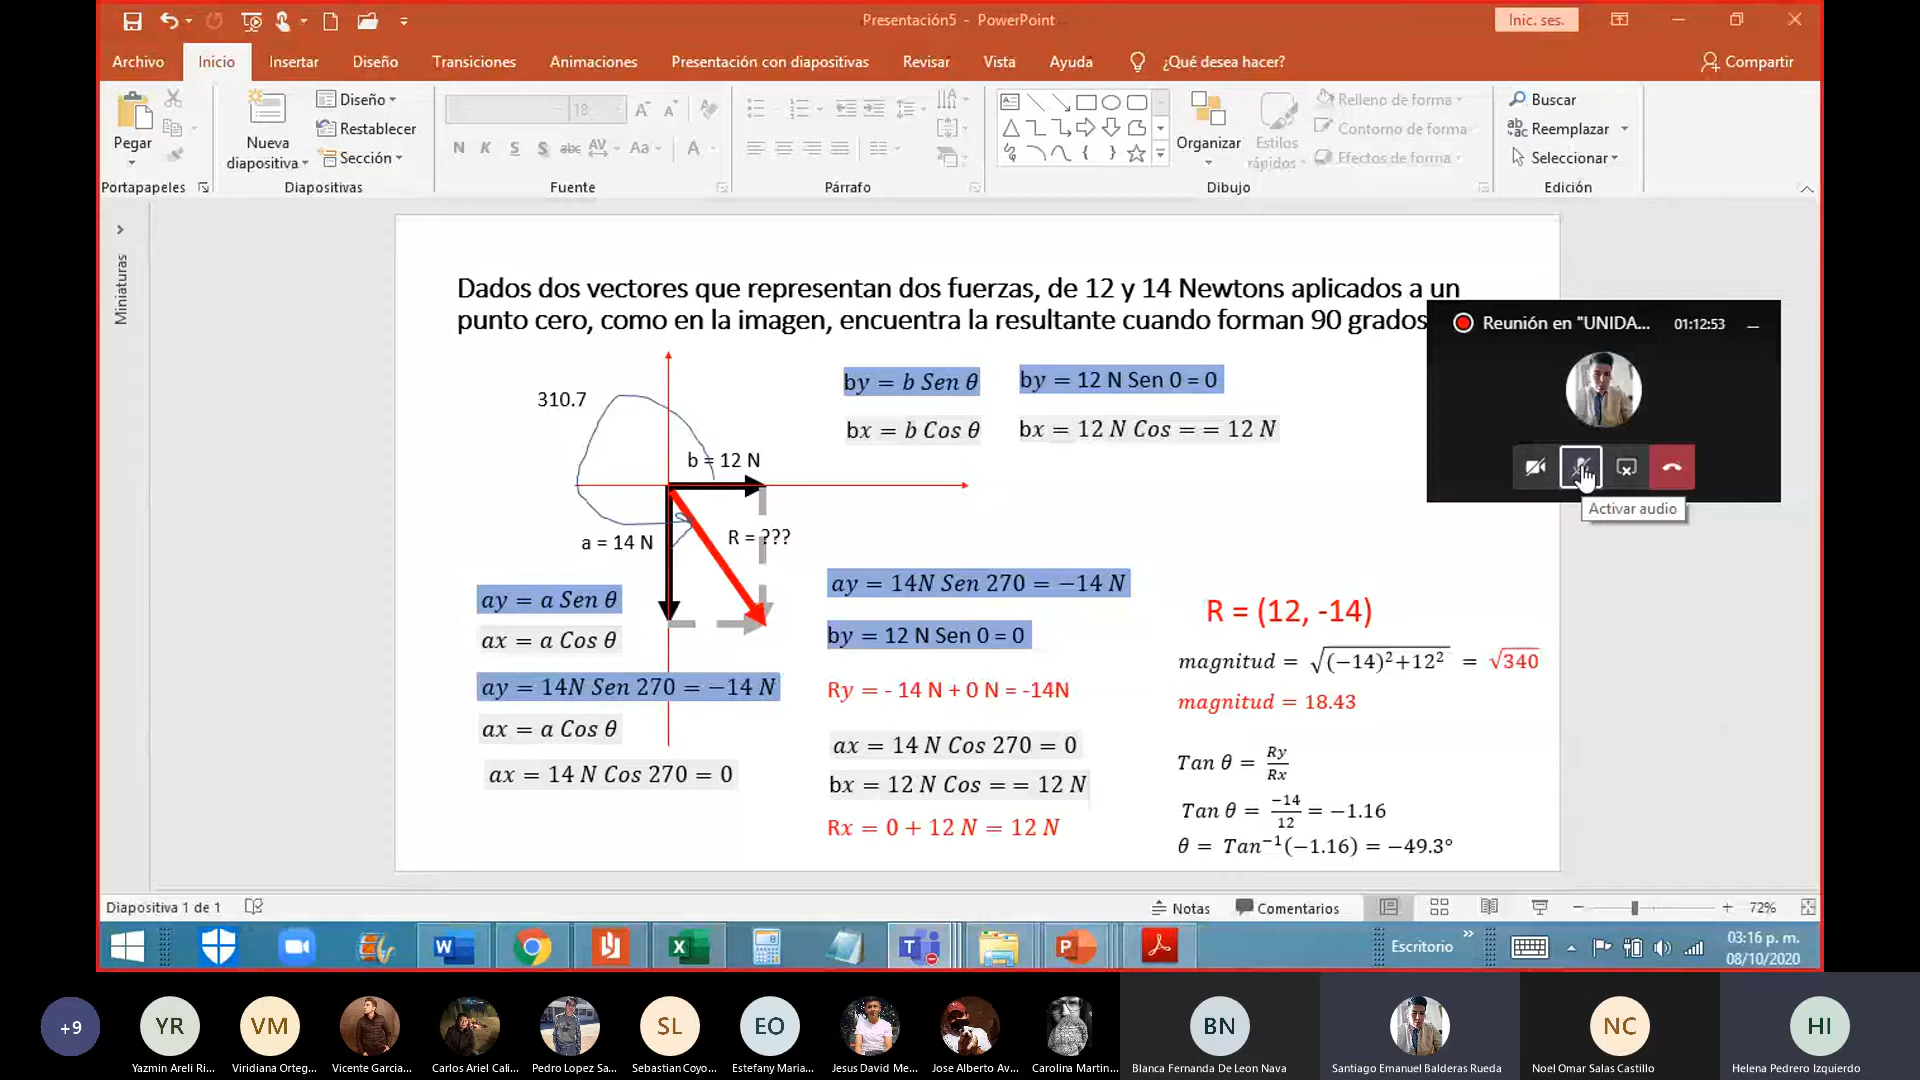 Presentación5 - PowerPoint
Inic. ses.
Archivo
Inicio
Insertar
Diseño
Transiciones
Animaciones
Presentación con diapositivas
Revisar
Vista
Ayuda
¿Qué desea hacer?
Compartir
Pegar
Nueva
diapositiva
Diseño
Restablecer
Sección
18
N K S S abc AV Aa A
Organizar
Estilos
rápidos
Relleno de forma
Contorno de forma
Efectos de forma
Buscar
Reemplazar
Seleccionar
Portapapeles
Diapositivas
Fuente
Párrafo
Dibujo
Edición
Miniaturas
Dados dos vectores que representan dos fuerzas, de 12 y 14 Newtons aplicados a un
punto cero, como en la imagen, encuentra la resultante cuando forman 90 grados
Reunión en "UNIDA...
01:12:53
Activar audio
310.7
b = 12 N
a = 14 N
R = ???
by = b Sen θ
by = 12 N Sen 0 = 0
bx = b Cos θ
bx = 12 N Cos = = 12 N
ay = a Sen θ
ax = a Cos θ
ay = 14N Sen 270 = −14 N
ax = a Cos θ
ax = 14 N Cos 270 = 0
ay = 14N Sen 270 = −14 N
by = 12 N Sen 0 = 0
Ry = - 14 N + 0 N = -14N
ax = 14 N Cos 270 = 0
bx = 12 N Cos = = 12 N
Rx = 0 + 12 N = 12 N
R = (12, -14)
magnitud = √(−14)²+12² = √340
magnitud = 18.43
Tan θ = Ry/Rx
Tan θ = −14/12 = −1.16
θ = Tan⁻¹(−1.16) = −49.3°
Diapositiva 1 de 1
Notas
Comentarios
72%
Escritorio
03:16 p. m.
08/10/2020
+9
YR
VM
SL
EO
BN
NC
HI
Yazmin Areli Ri...
Viridiana Orteg...
Vicente Garcia...
Carlos Ariel Cali...
Pedro Lopez Sa...
Sebastian Coyo...
Estefany Maria...
Jesus David Me...
Jose Alberto Av...
Carolina Martin...
Blanca Fernanda De Leon Nava
Santiago Emanuel Balderas Rueda
Noel Omar Salas Castillo
Helena Pedrero Izquierdo